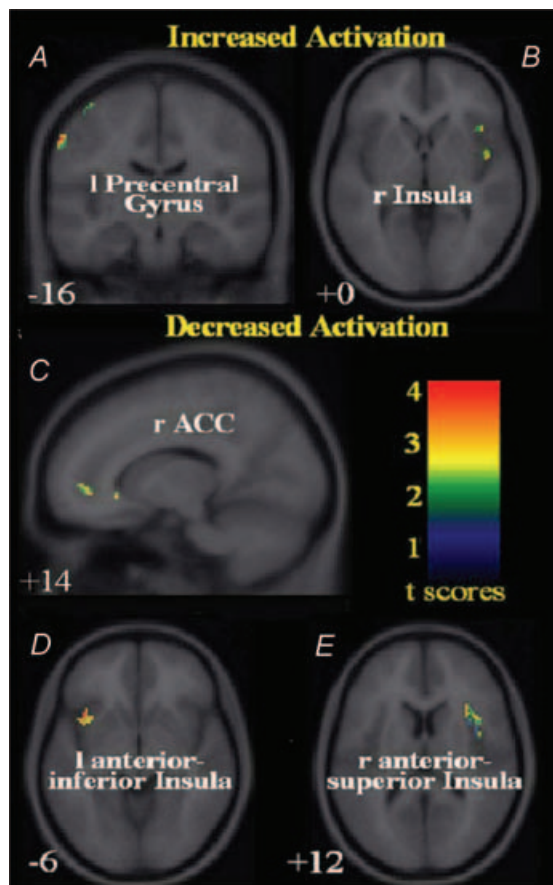 Increased Activation
A
B
l Precentral
Gyrus
r Insula
-16
+0
Decreased Activation
C
r ACC
4
3
2
1
t scores
+14
D
E
l anterior-
inferior Insula
r anterior-
superior Insula
-6
+12